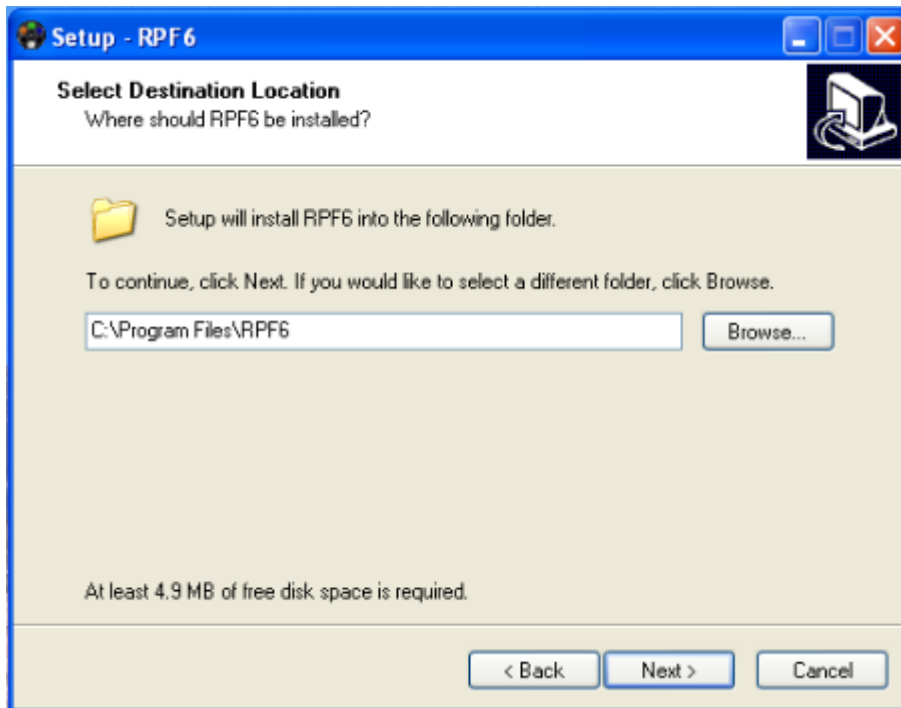 Setup - RPF6
Select Destination Location
Where should RPF6 be installed?
Setup will install RPF6 into the following folder.
To continue, click Next. If you would like to select a different folder, click Browse.
C:\Program Files\RPF6
Browse...
At least 4.9 MB of free disk space is required.
< Back
Next >
Cancel